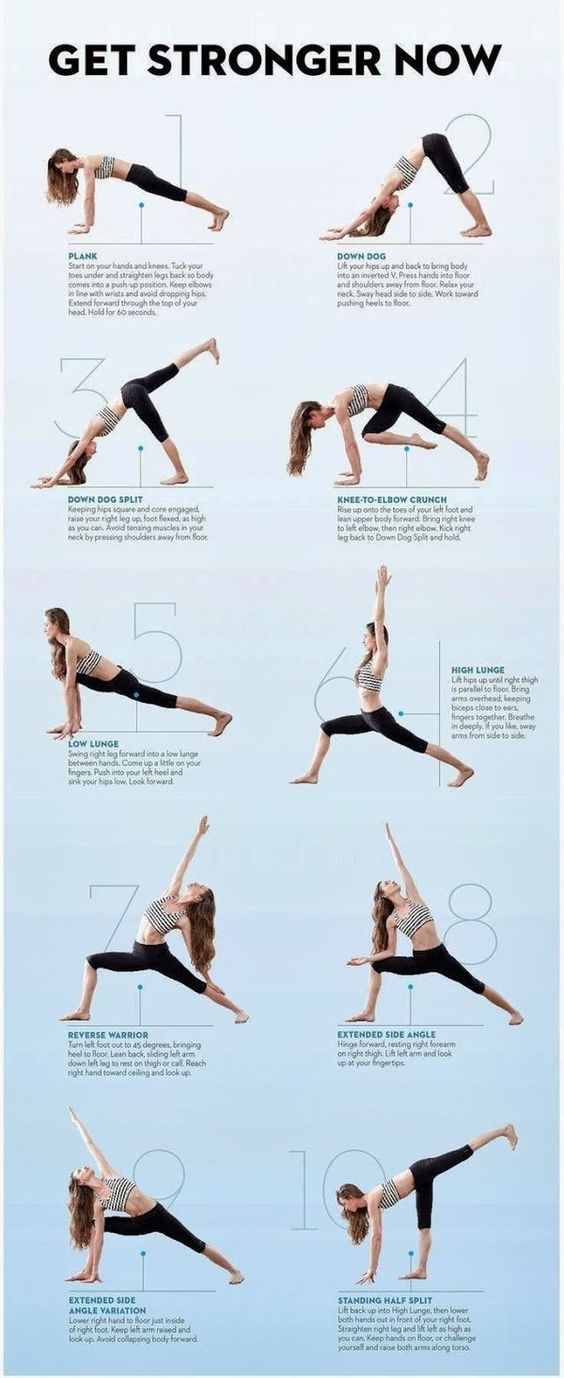 GET STRONGER NOW
1
PLANK
Start on your hands and knees. Tuck your
toes under and straighten legs back so body
comes into a push-up position. Keep elbows
in line with wrists and avoid dropping hips.
Extend forward through the top of your
head. Hold for 60 seconds.
2
DOWN DOG
Lift your hips up and back to bring body
into an inverted V. Press hands into floor
and shoulders away from floor. Relax your
neck. Sway head side to side. Work toward
pushing heels to floor.
3
DOWN DOG SPLIT
Keeping hips square and core engaged,
raise your right leg up, foot flexed, as high
as you can. Avoid tensing muscles in your
neck by pressing shoulders away from floor.
4
KNEE-TO-ELBOW CRUNCH
Rise up onto the toes of your left foot and
lean upper body forward. Bring right knee
to left elbow, then right elbow. Kick right
leg back to Down Dog Split and hold.
5
LOW LUNGE
Swing right leg forward into a low lunge
between hands. Come up a little on your
fingers. Push into your left heel and
sink your hips low. Look forward.
6
HIGH LUNGE
Lift hips up until right thigh
is parallel to floor. Bring
arms overhead, keeping
biceps close to ears,
fingers together. Breathe
in deeply. If you like, sway
arms from side to side.
7
REVERSE WARRIOR
Turn left foot out to 45 degrees, bringing
heel to floor. Lean back, sliding left arm
down left leg to rest on thigh or calf. Reach
right hand toward ceiling and look up.
8
EXTENDED SIDE ANGLE
Hinge forward, resting right forearm
on right thigh. Lift left arm and look
up at your fingertips.
9
EXTENDED SIDE
ANGLE VARIATION
Lower right hand to floor just inside
of right foot. Keep left arm raised and
look up. Avoid collapsing body forward.
10
STANDING HALF SPLIT
Lift back up into High Lunge, then lower
both hands out in front of your right foot.
Straighten right leg and lift left as high as
you can. Keep hands on floor, or challenge
yourself and raise both arms along torso.